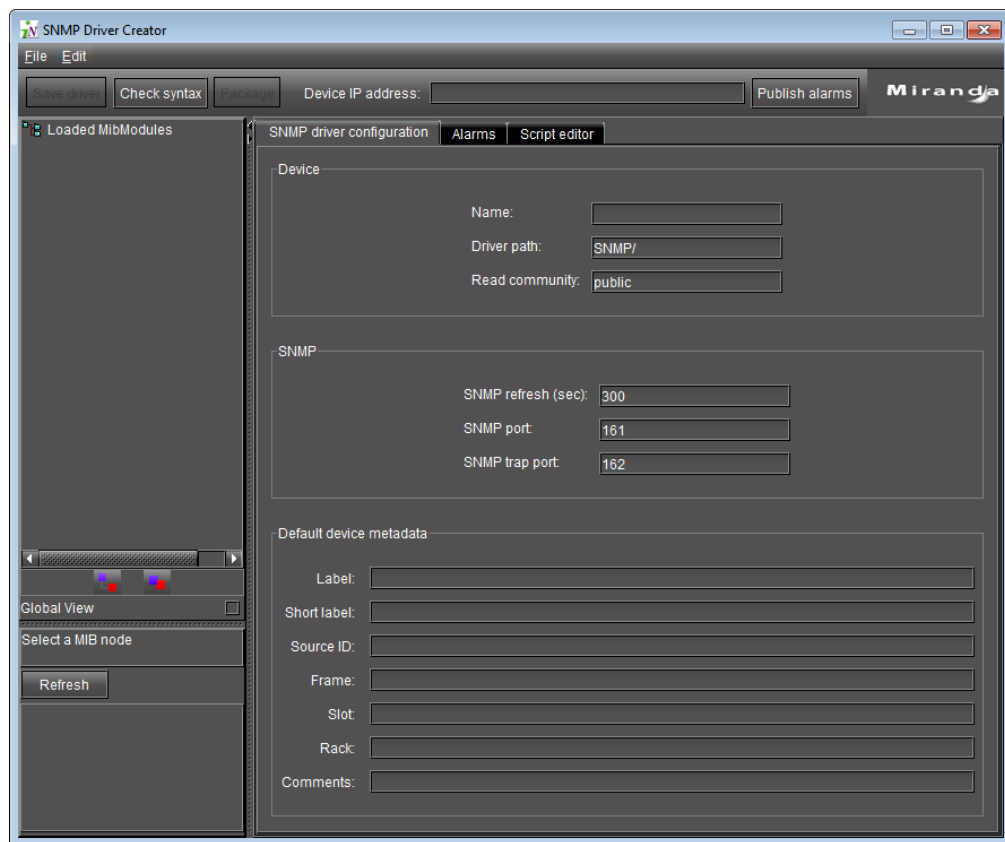 SNMP Driver Creator
File Edit
Save driver Check syntax Package Device IP address: Publish alarms Miranda
Loaded MibModules
SNMP driver configuration Alarms Script editor
Device
Name:
Driver path: SNMP/
Read community: public
SNMP
SNMP refresh (sec): 300
SNMP port: 161
SNMP trap port: 162
Default device metadata
Label:
Short label:
Source ID:
Frame:
Slot:
Rack:
Comments:
Global View
Select a MIB node
Refresh